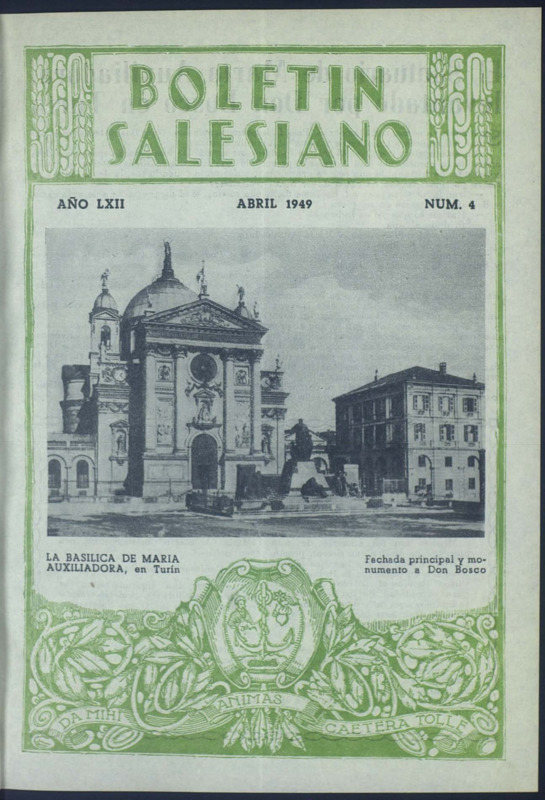 BOLETIN
SALESIANO
AÑO LXII ABRIL 1949 NUM. 4
LA BASILICA DE MARIA
AUXILIADORA, en Turín
Fachada principal y mo-
numento a Don Bosco
DA MIHI ANIMAS CAETERA TOLLE